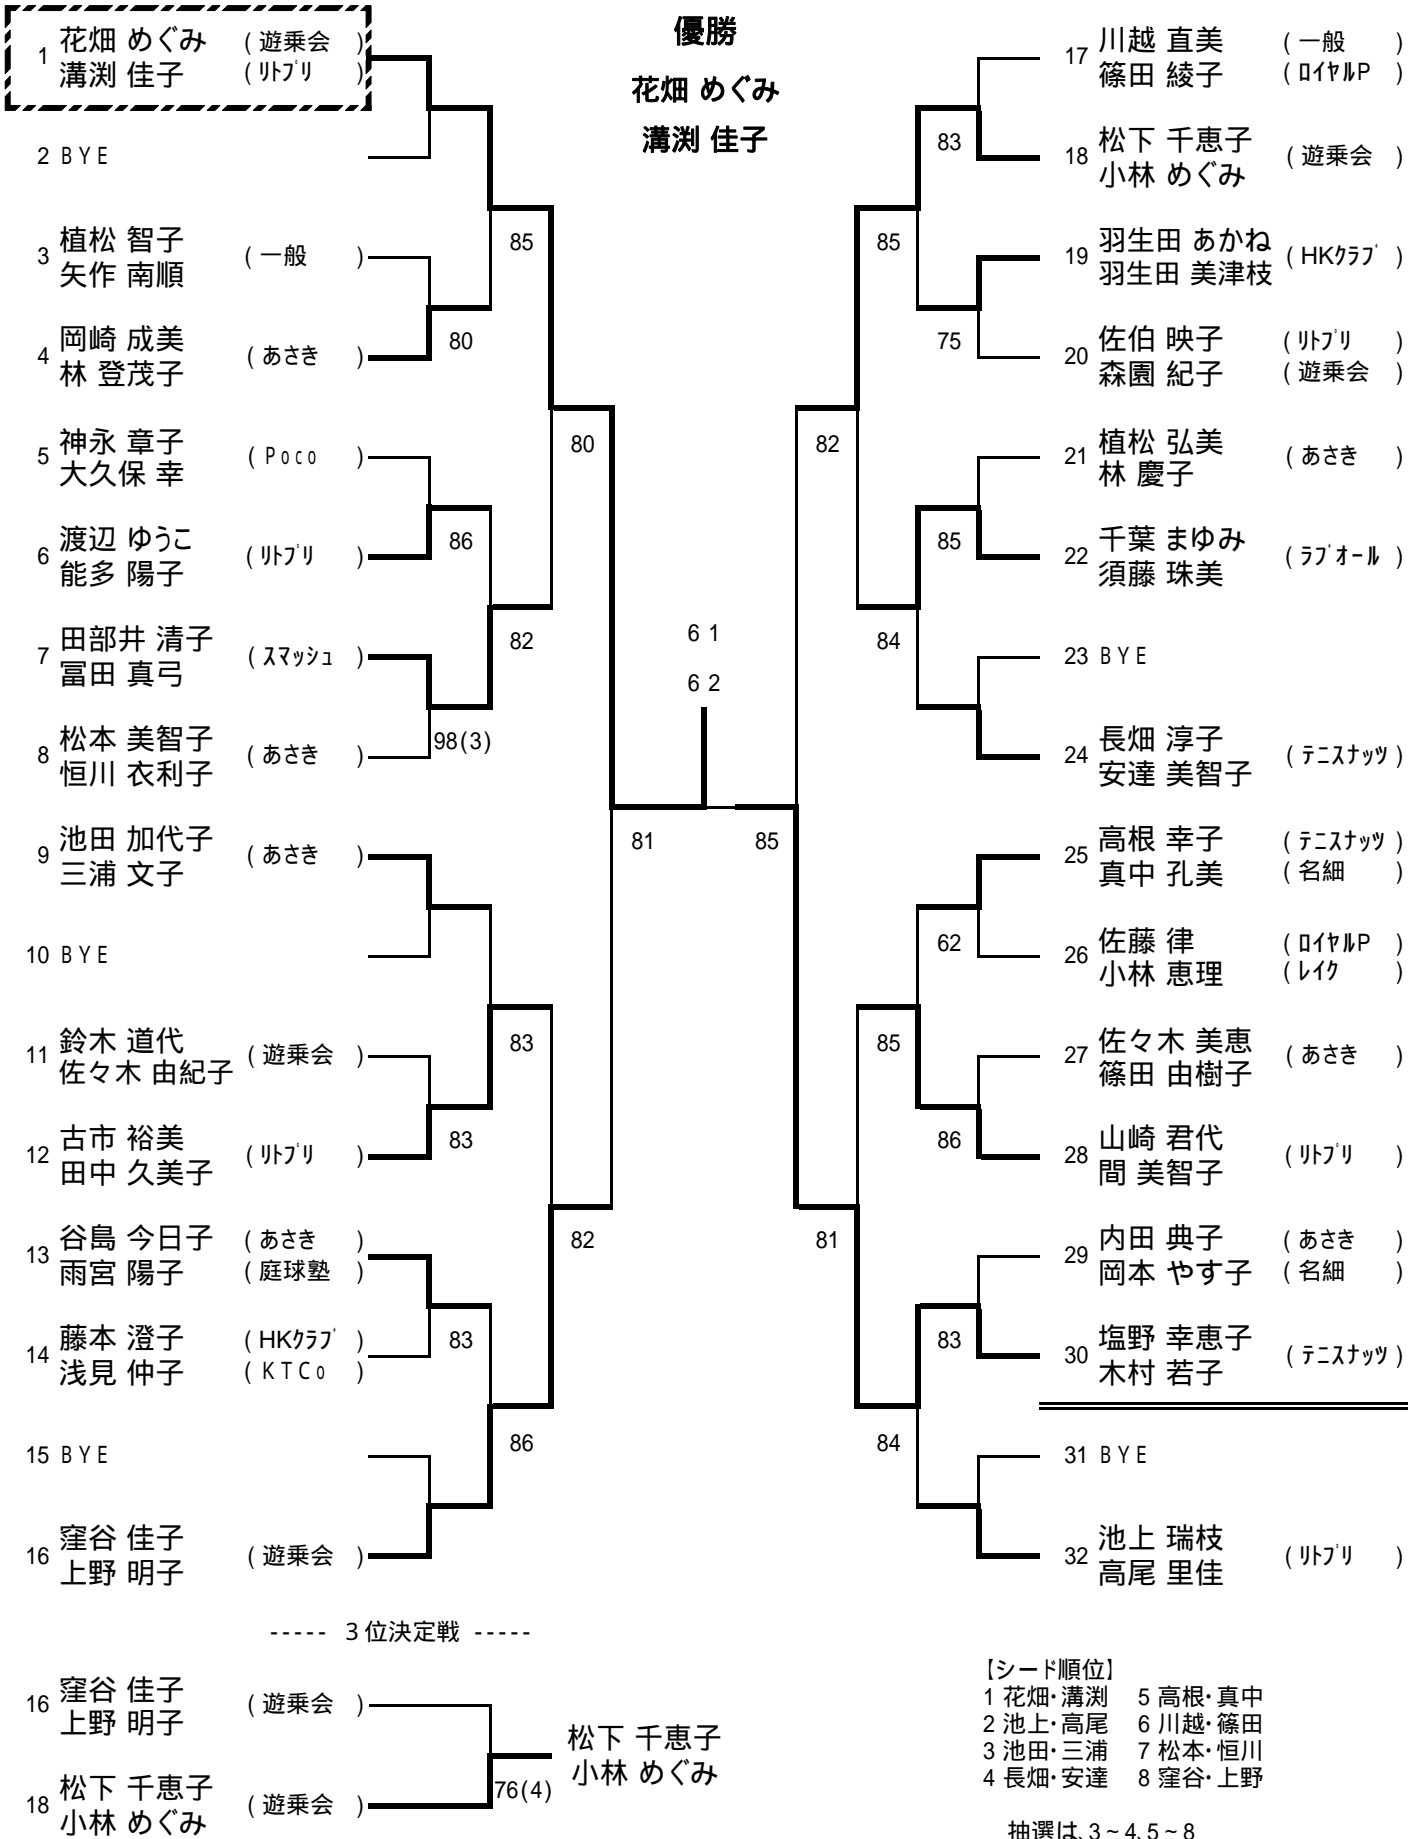 優勝
花畑 めぐみ
溝渕 佳子
1 花畑 めぐみ (遊乗会)
溝渕 佳子 (リトプリ)
2 BYE
3 植松 智子 (一般)
矢作 南順
85
80
4 岡崎 成美 (あさき)
林 登茂子
5 神永 章子 (Poco)
大久保 幸
80
6 渡辺 ゆうこ (リトプリ)
能多 陽子
86
7 田部井 清子 (スマッシュ)
冨田 真弓
82
8 松本 美智子 (あさき)
恒川 衣利子
98(3)
9 池田 加代子 (あさき)
三浦 文子
81
10 BYE
11 鈴木 道代 (遊乗会)
佐々木 由紀子
83
12 古市 裕美 (リトプリ)
田中 久美子
83
13 谷島 今日子 (あさき)
雨宮 陽子 (庭球塾)
82
14 藤本 澄子 (HKクラブ)
浅見 仲子 (KTCo)
83
15 BYE
86
16 窪谷 佳子 (遊乗会)
上野 明子
6 1
6 2
17 川越 直美 (一般)
篠田 綾子 (ロイヤルP)
83
18 松下 千恵子 (遊乗会)
小林 めぐみ
85
19 羽生田 あかね (HKクラブ)
羽生田 美津枝
75
20 佐伯 映子 (リトプリ)
森園 紀子 (遊乗会)
82
21 植松 弘美 (あさき)
林 慶子
85
22 千葉 まゆみ (ラブオール)
須藤 珠美
84
23 BYE
24 長畑 淳子 (テニスナッツ)
安達 美智子
85
25 高根 幸子 (テニスナッツ)
真中 孔美 (名細)
62
26 佐藤 律 (ロイヤルP)
小林 恵理 (レイク)
85
27 佐々木 美恵 (あさき)
篠田 由樹子
86
28 山崎 君代 (リトプリ)
間 美智子
81
29 内田 典子 (あさき)
岡本 やす子 (名細)
83
30 塩野 幸恵子 (テニスナッツ)
木村 若子
84
31 BYE
32 池上 瑞枝 (リトプリ)
高尾 里佳
----- 3位決定戦 -----
16 窪谷 佳子 (遊乗会)
上野 明子
18 松下 千恵子 (遊乗会)
小林 めぐみ
76(4)
松下 千恵子
小林 めぐみ
【シード順位】
1 花畑・溝渕 5 高根・真中
2 池上・高尾 6 川越・篠田
3 池田・三浦 7 松本・恒川
4 長畑・安達 8 窪谷・上野
抽選は、3~4、5~8